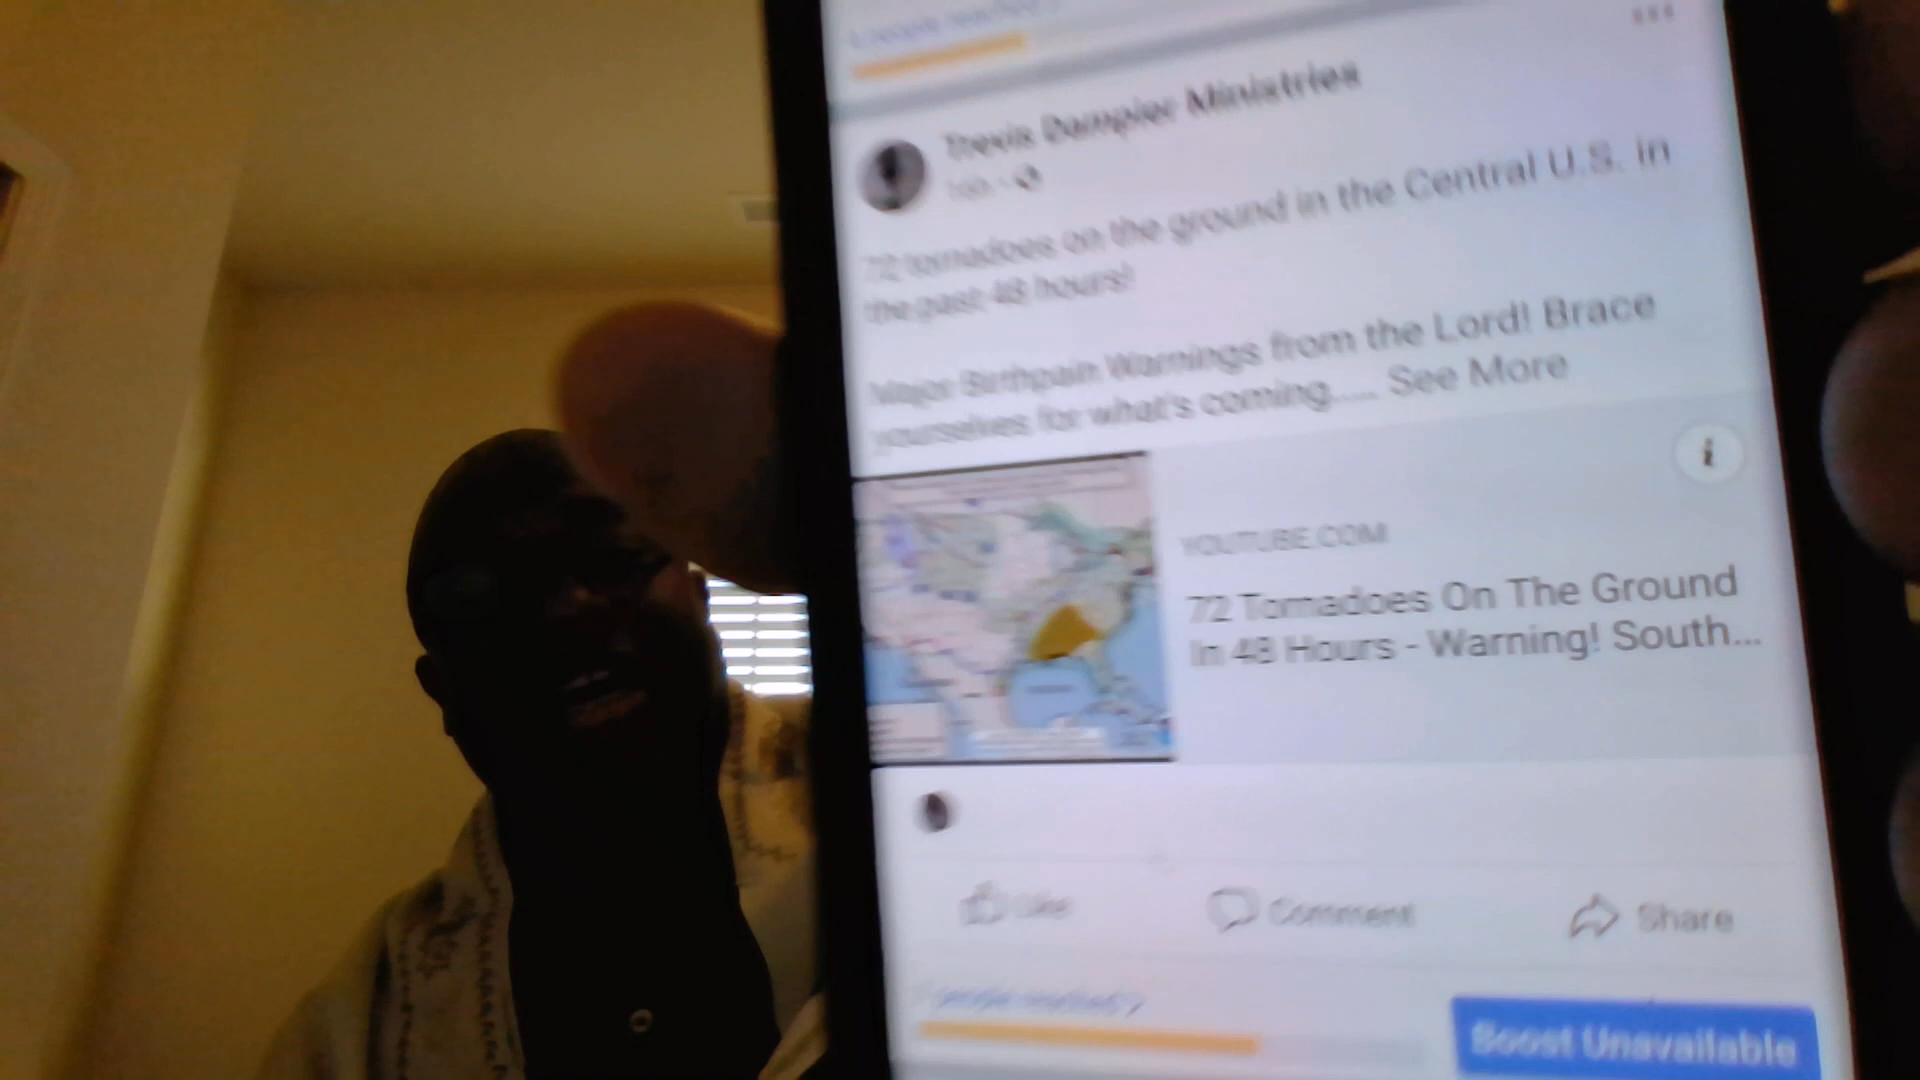 Trevis Dampier Ministries
72 tornadoes on the ground in the Central U.S. in
the past 48 hours!
Major Birthpain Warnings from the Lord! Brace
yourselves for what's coming..... See More
i
YOUTUBE.COM
72 Tornadoes On The Ground
In 48 Hours - Warning! South...
Like Comment Share
people reached
Boost Unavailable